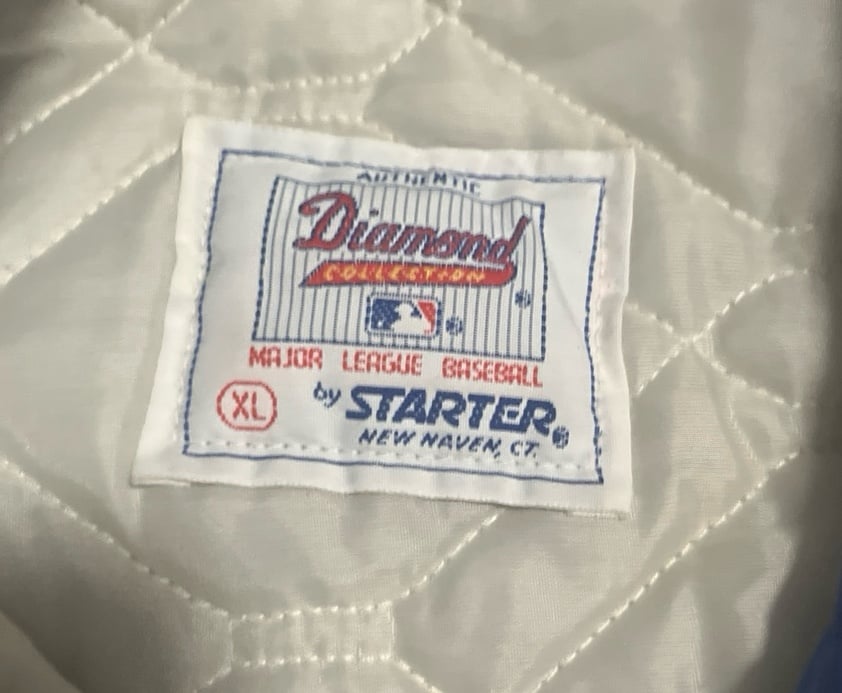 AUTHENTIC
Diamond
COLLECTION
®
®
MAJOR LEAGUE BASEBALL
XL
by STARTER®
NEW HAVEN, CT.